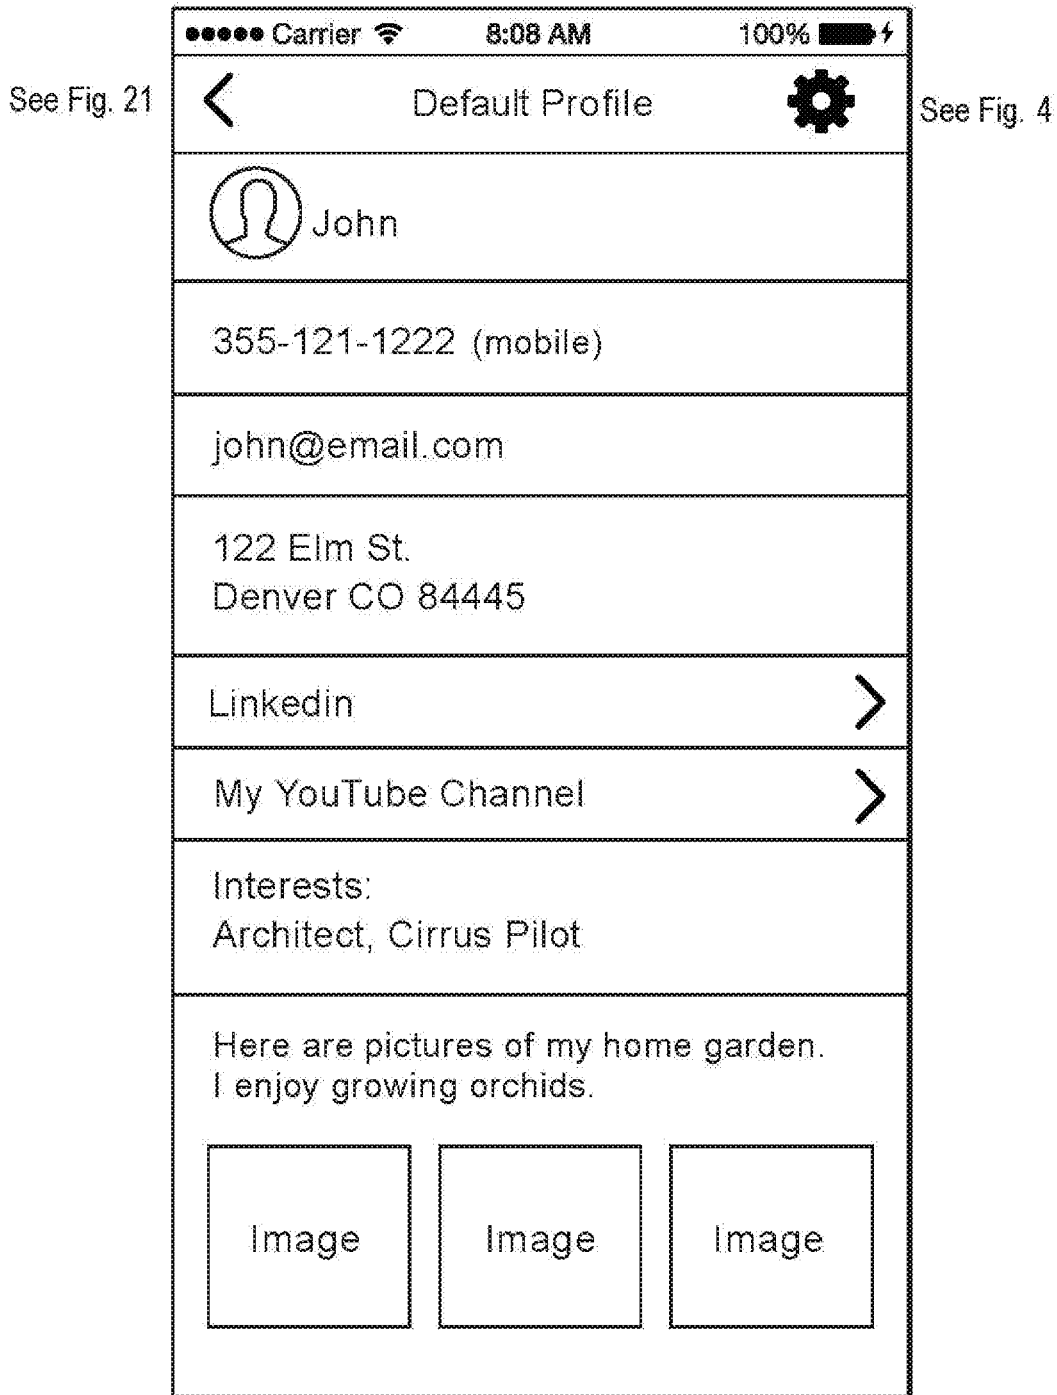 Carrier 8:08 AM 100%
See Fig. 21 Default Profile See Fig. 4
John
355-121-1222 (mobile)
john@email.com
122 Elm St.
Denver CO 84445
Linkedin
My YouTube Channel
Interests:
Architect, Cirrus Pilot
Here are pictures of my home garden.
I enjoy growing orchids.
Image Image Image